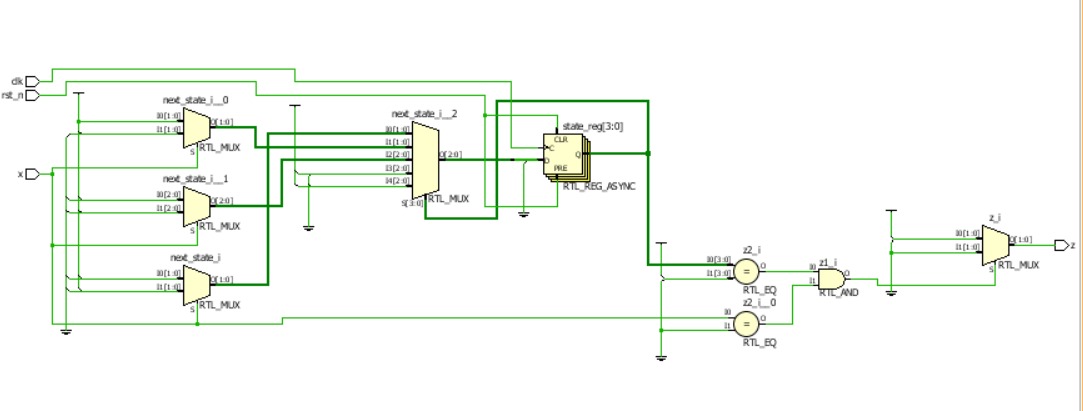 clk
rst_n
x
next_state_i__0
I0[1:0]
I1[1:0]
O[1:0]
S
RTL_MUX
next_state_i__1
I0[2:0]
I1[2:0]
O[2:0]
S
RTL_MUX
next_state_i
I0[1:0]
I1[1:0]
O[1:0]
S
RTL_MUX
next_state_i__2
I0[1:0]
I1[1:0]
I2[2:0]
I3[2:0]
I4[2:0]
O[2:0]
S[3:0]
RTL_MUX
state_reg[3:0]
CLR
C
D
Q
PRE
RTL_REG_ASYNC
z2_i
I0[3:0]
I1[3:0]
=
O
RTL_EQ
z2_i__0
I0
I1
=
O
RTL_EQ
z1_i
I0
I1
O
RTL_AND
z_i
I0[1:0]
I1[1:0]
O[1:0]
S
RTL_MUX
z